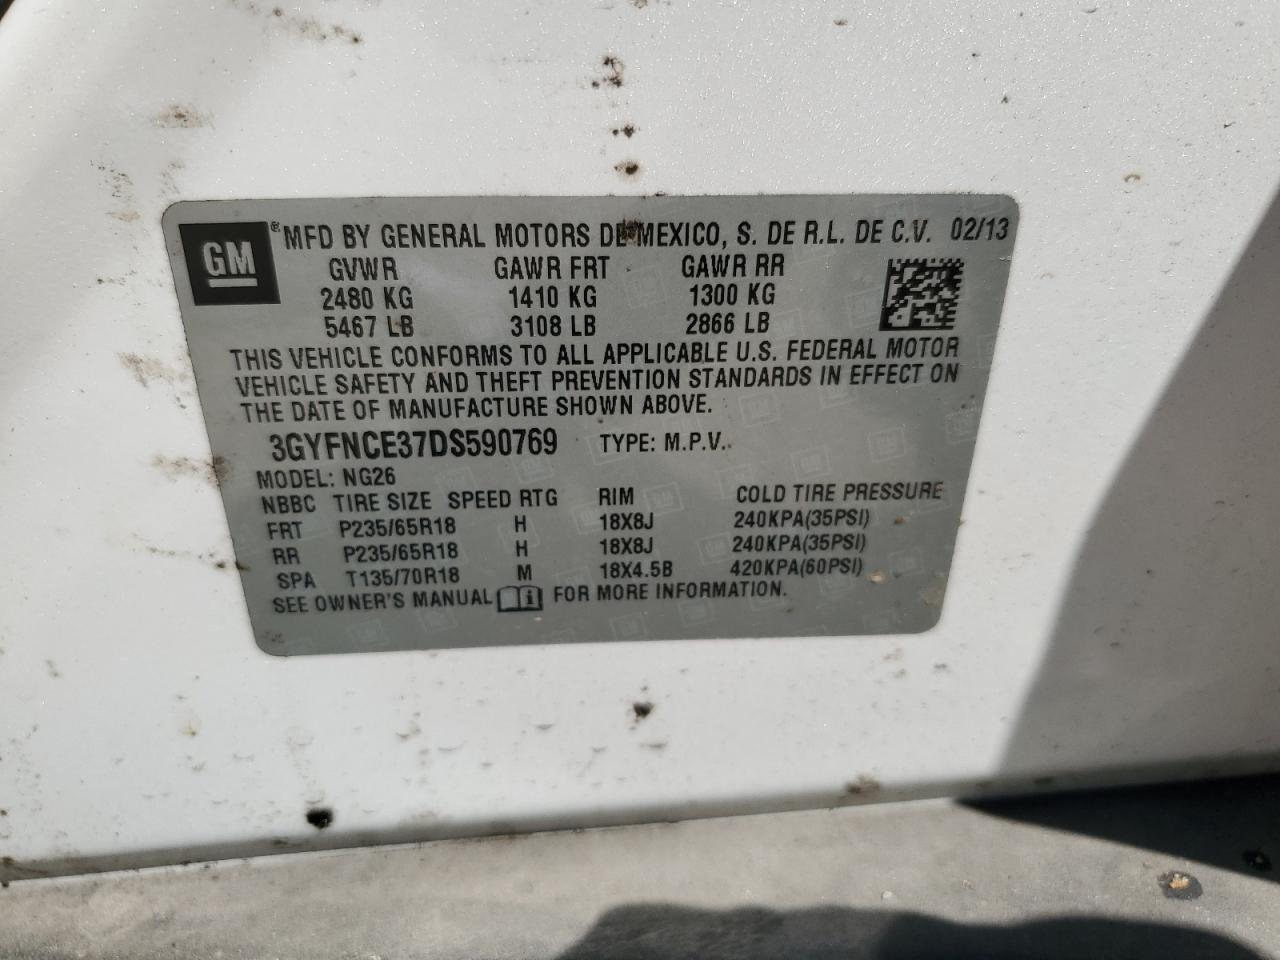 GM ® MFD BY GENERAL MOTORS DE MEXICO, S. DE R.L. DE C.V. 02/13
GVWR GAWR FRT GAWR RR
2480 KG 1410 KG 1300 KG
5467 LB 3108 LB 2866 LB
THIS VEHICLE CONFORMS TO ALL APPLICABLE U.S. FEDERAL MOTOR
VEHICLE SAFETY AND THEFT PREVENTION STANDARDS IN EFFECT ON
THE DATE OF MANUFACTURE SHOWN ABOVE.
3GYFNCE37DS590769 TYPE: M.P.V.
MODEL: NG26
NBBC TIRE SIZE SPEED RTG RIM COLD TIRE PRESSURE
FRT P235/65R18 H 18X8J 240KPA(35PSI)
RR P235/65R18 H 18X8J 240KPA(35PSI)
SPA T135/70R18 M 18X4.5B 420KPA(60PSI)
SEE OWNER'S MANUAL i FOR MORE INFORMATION.